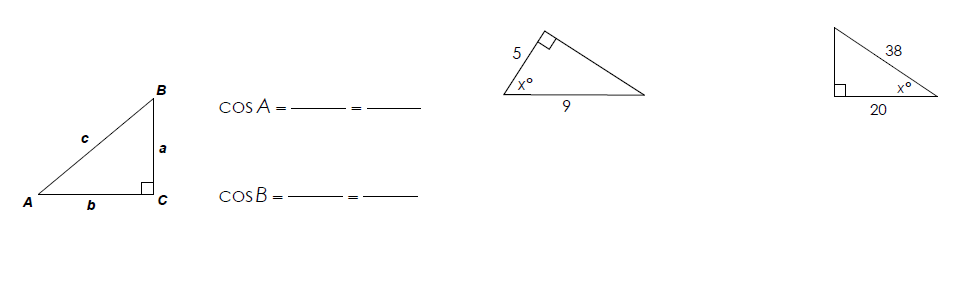 B
c
a
A
b
C
cos A = ——— = ———
cos B = ——— = ———
5
x°
9
38
x°
20